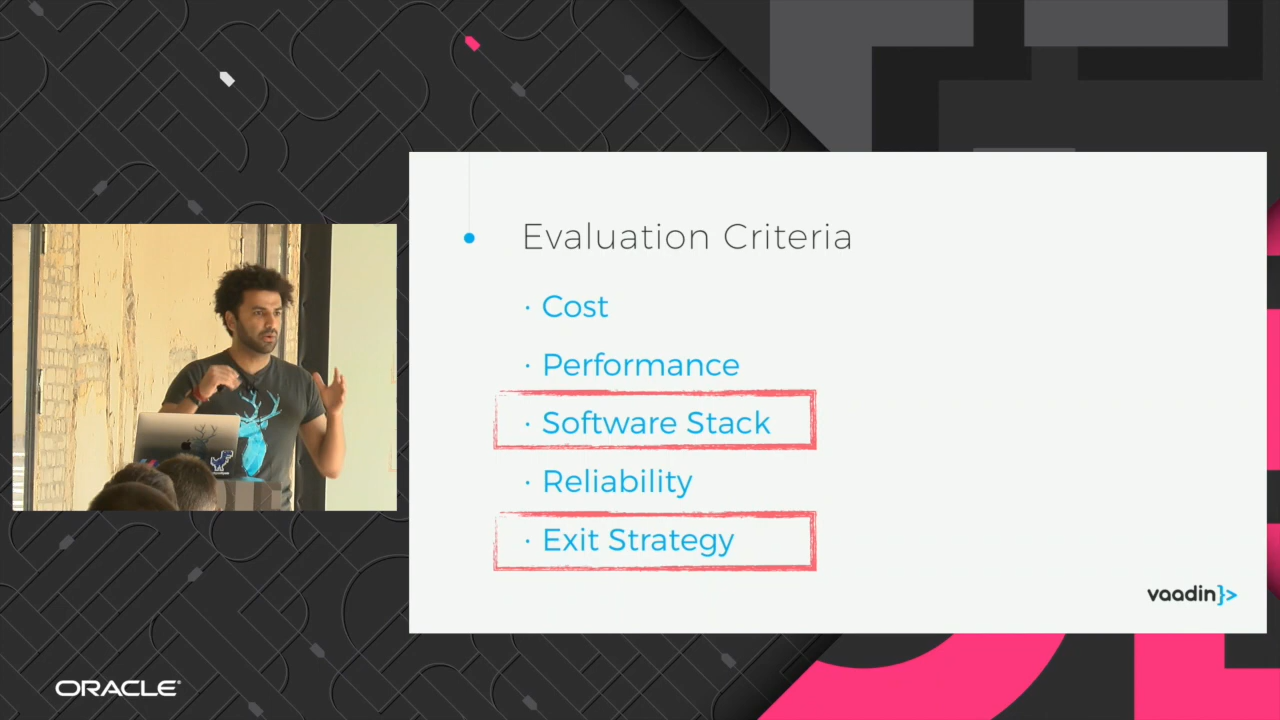 Evaluation Criteria
· Cost
· Performance
· Software Stack
· Reliability
· Exit Strategy
vaadin}>
ORACLE